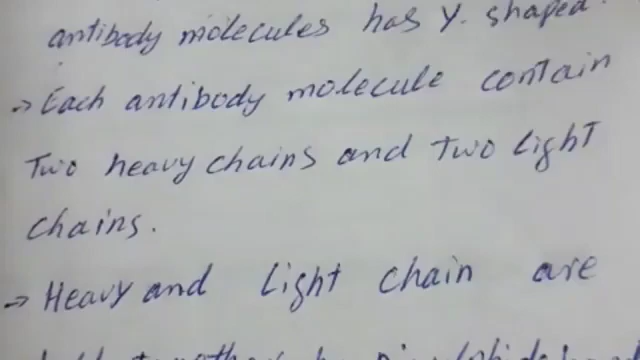 antibody molecules has Y. shaped.
→ Each antibody molecule contain
Two heavy chains and two light
chains.
→ Heavy and light chain are